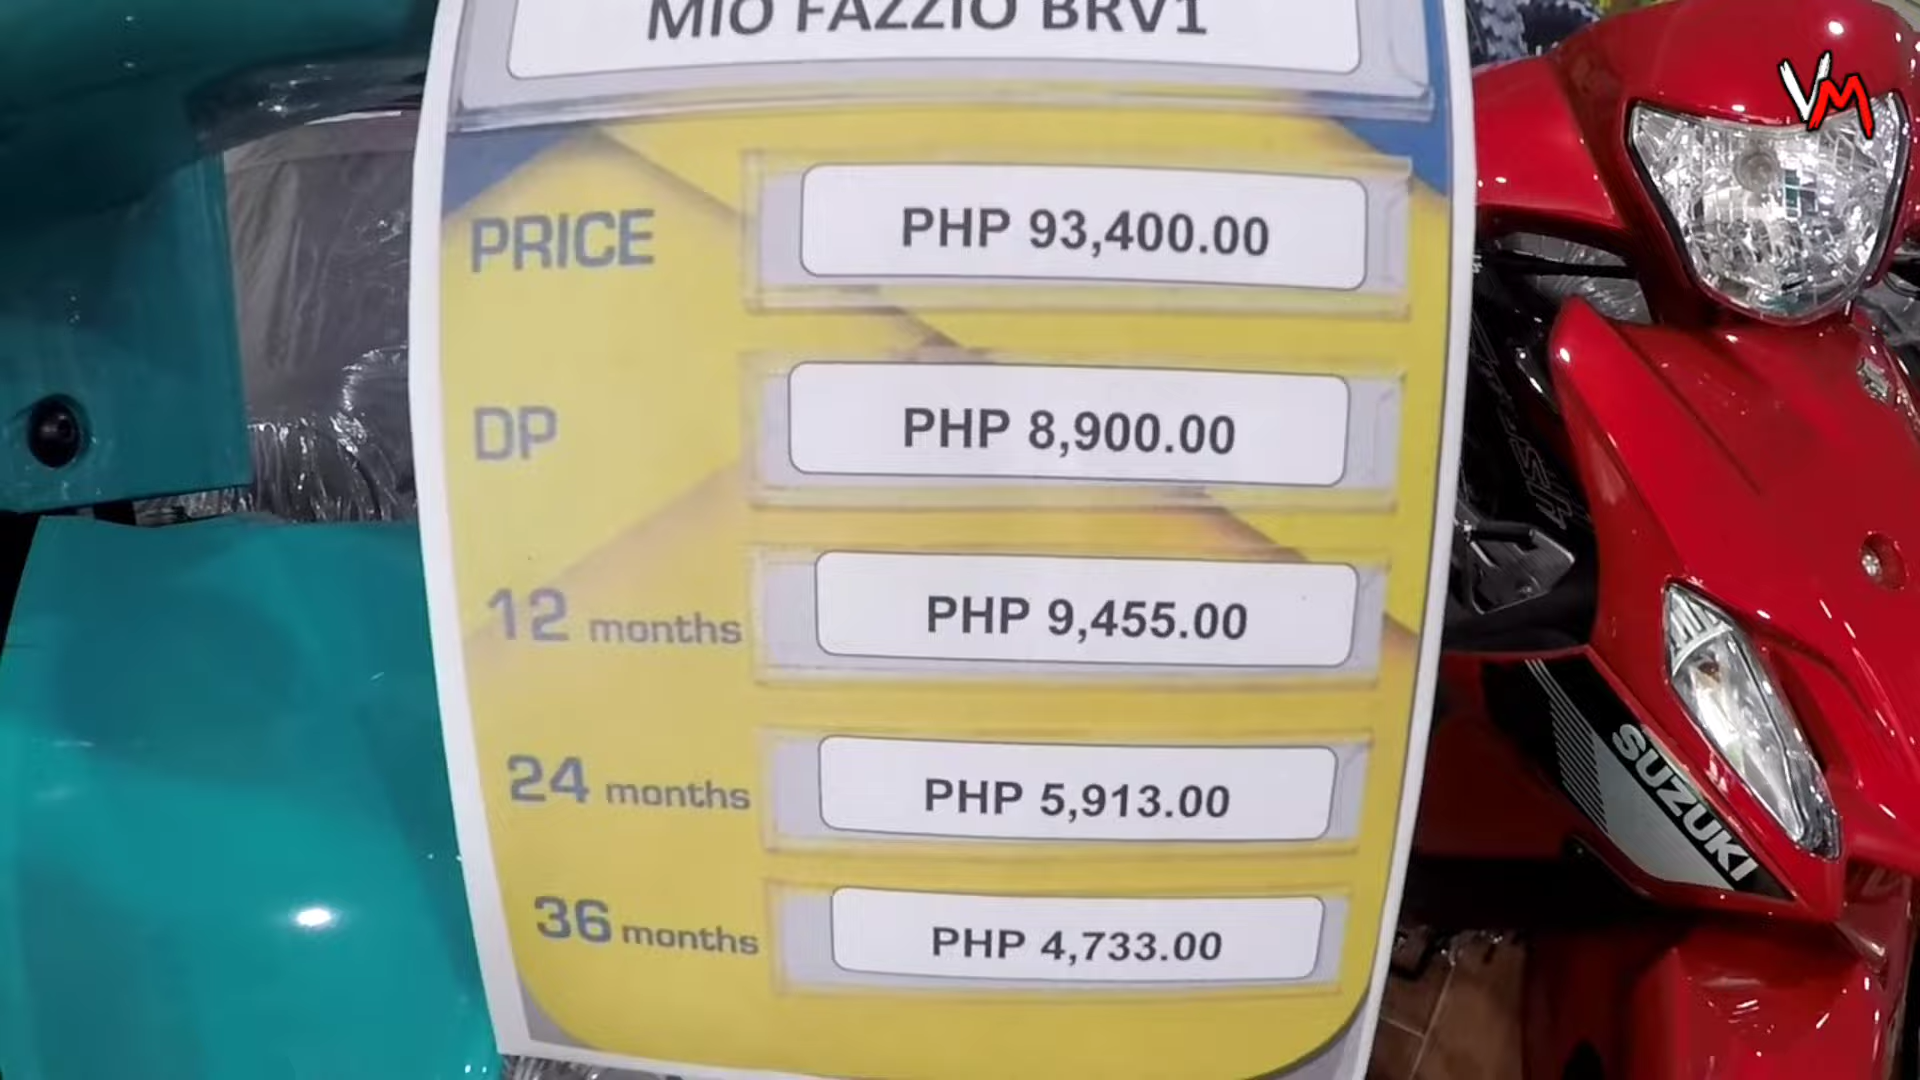 MIO FAZZIO BRV1
PRICE PHP 93,400.00
DP PHP 8,900.00
12 months PHP 9,455.00
24 months PHP 5,913.00
36 months PHP 4,733.00
SUZUKI
VM